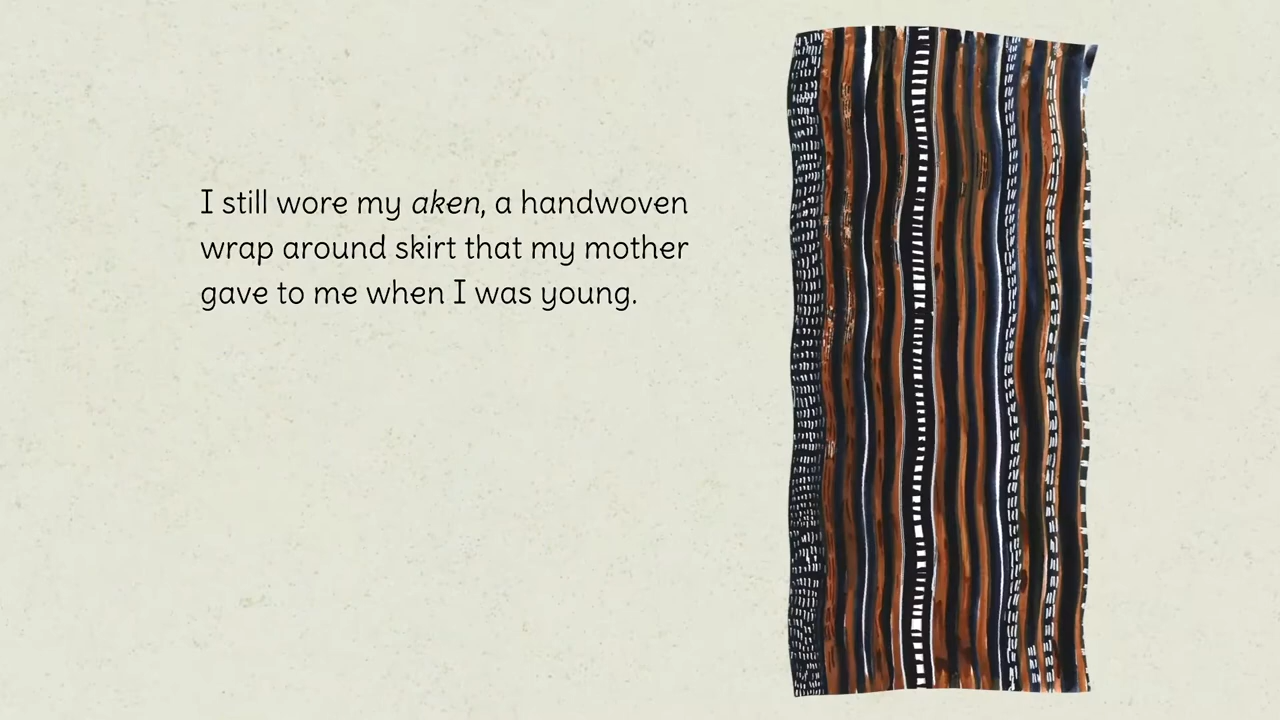 I still wore my aken, a handwoven
wrap around skirt that my mother
gave to me when I was young.